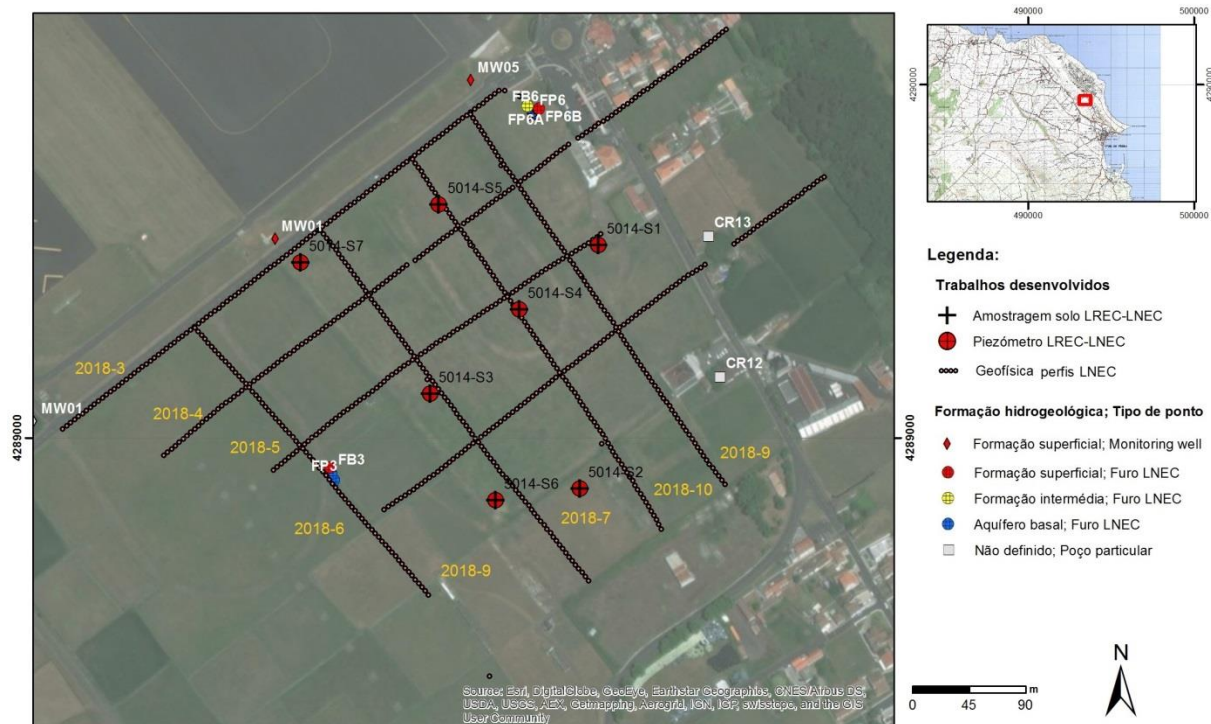 MW05
FB6
FP6
FP6A
FP6B
5014-S5
MW01
5014-S7
5014-S1
CR13
5014-S4
2018-3
CR12
5014-S3
2018-4
MW01
2018-5
FP3
FB3
2018-9
5014-S2
2018-10
5014-S6
2018-7
2018-6
2018-9
4289000
4289000
Source: Esri, DigitalGlobe, GeoEye, Earthstar Geographics, CNES/Airbus DS,
USDA, USGS, AEX, Getmapping, Aerogrid, IGN, IGP, swisstopo, and the GIS
User Community
490000
500000
4290000
4290000
490000
500000
Legenda:
Trabalhos desenvolvidos
Amostragem solo LREC-LNEC
Piezómetro LREC-LNEC
Geofísica perfis LNEC
Formação hidrogeológica; Tipo de ponto
Formação superficial; Monitoring well
Formação superficial; Furo LNEC
Formação intermédia; Furo LNEC
Aquífero basal; Furo LNEC
Não definido; Poço particular
N
0 45 90 m